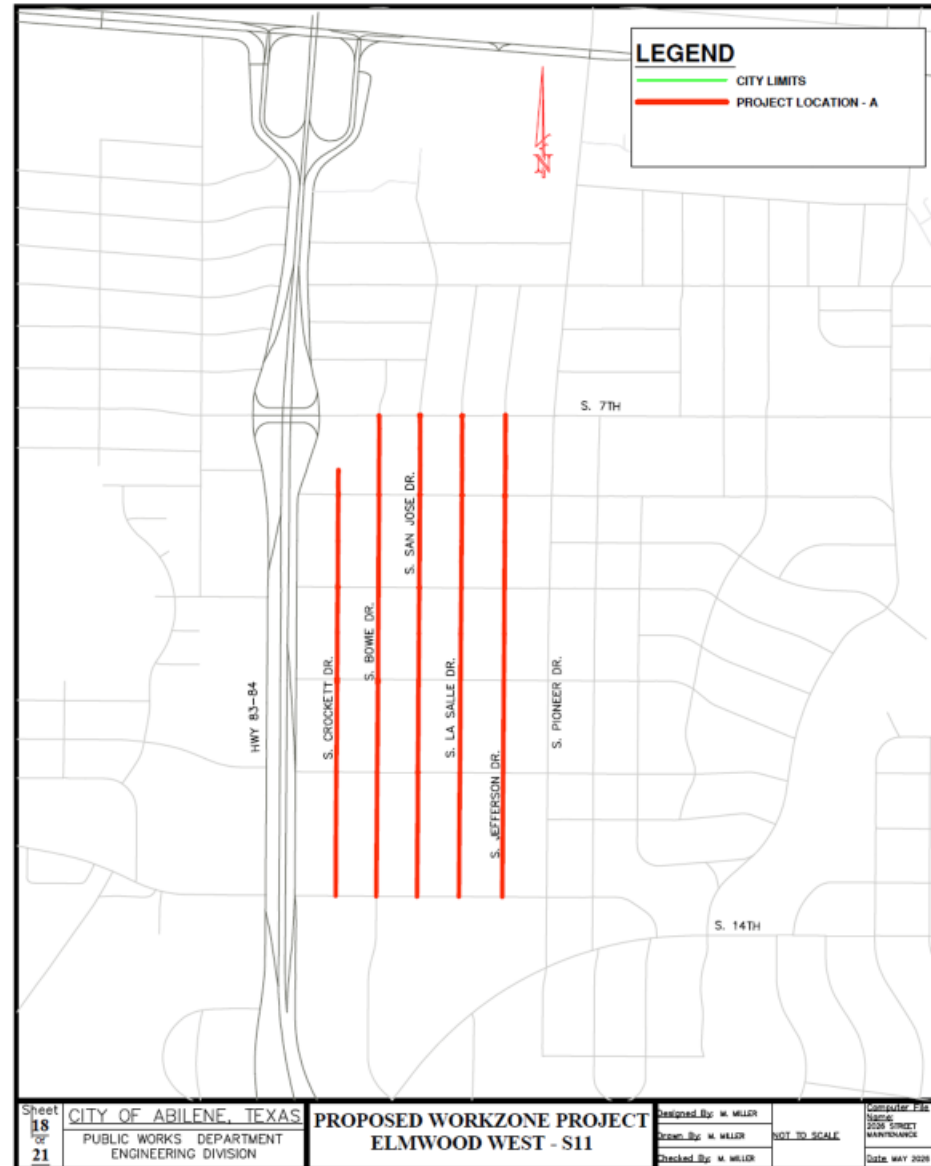 LEGEND
CITY LIMITS
PROJECT LOCATION - A
N
S. 7TH
S. SAN JOSE DR.
S. BOWIE DR.
S. CROCKETT DR.
S. LA SALLE DR.
S. PIONEER DR.
HWY 83-84
S. JEFFERSON DR.
S. 14TH
Sheet
18
OF
21
CITY OF ABILENE, TEXAS
PUBLIC WORKS DEPARTMENT
ENGINEERING DIVISION
PROPOSED WORKZONE PROJECT
ELMWOOD WEST - S11
Designed By: M. MILLER
Drawn By: M. MILLER
Checked By: M. MILLER
NOT TO SCALE
Computer File
Name:
2026 STREET
MAINTENANCE
Date: MAY 2026